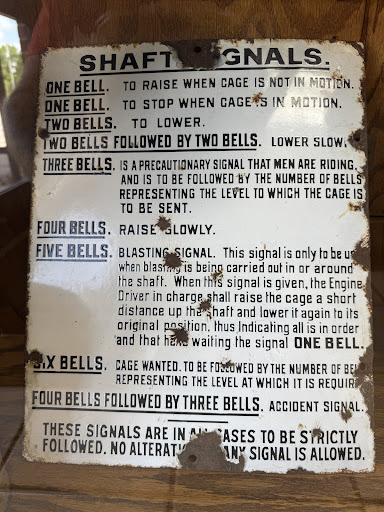 SHAFT SIGNALS.
ONE BELL. TO RAISE WHEN CAGE IS NOT IN MOTION.
ONE BELL. TO STOP WHEN CAGE IS IN MOTION.
TWO BELLS. TO LOWER.
TWO BELLS FOLLOWED BY TWO BELLS. LOWER SLOW
THREE BELLS. IS A PRECAUTIONARY SIGNAL THAT MEN ARE RIDING,
AND IS TO BE FOLLOWED BY THE NUMBER OF BELLS
REPRESENTING THE LEVEL TO WHICH THE CAGE IS
TO BE SENT.
FOUR BELLS. RAISE SLOWLY.
FIVE BELLS. BLASTING SIGNAL. This signal is only to be us
when blasting is being carried out in or around
the shaft. When this signal is given, the Engine
Driver in charge shall raise the cage a short
distance up the shaft and lower it again to its
original position, thus Indicating all is in order
and that he is waiting the signal ONE BELL.
SIX BELLS. CAGE WANTED. TO BE FOLLOWED BY THE NUMBER OF BEL
REPRESENTING THE LEVEL AT WHICH IT IS REQUIR
FOUR BELLS FOLLOWED BY THREE BELLS. ACCIDENT SIGNAL.
THESE SIGNALS ARE IN ALL CASES TO BE STRICTLY
FOLLOWED. NO ALTERATI ANY SIGNAL IS ALLOWED.